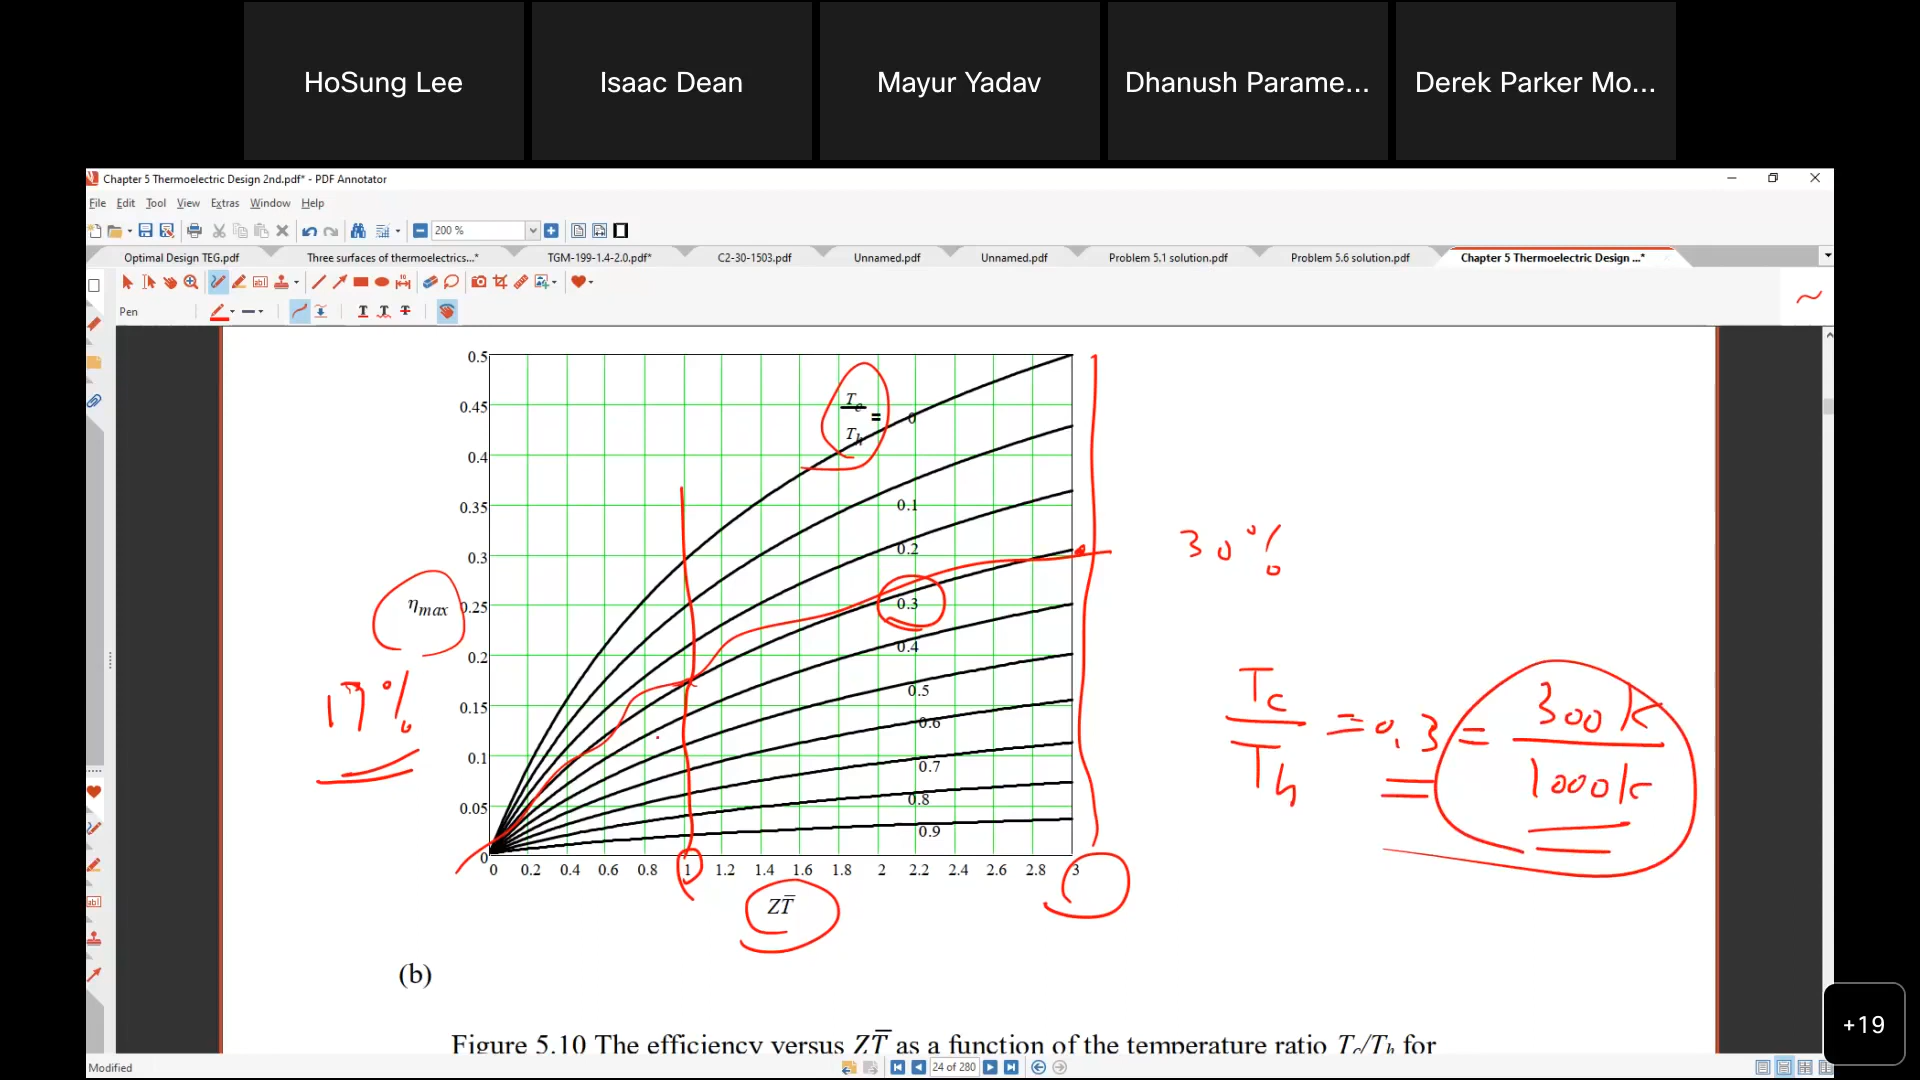 HoSung Lee
Isaac Dean
Mayur Yadav
Dhanush Parame...
Derek Parker Mo...
Chapter 5 Thermoelectric Design 2nd.pdf* - PDF Annotator
File Edit Tool View Extras Window Help
200 %
Optimal Design TEG.pdf
Three surfaces of thermoelectrics...*
TGM-199-1.4-2.0.pdf*
C2-30-1503.pdf
Unnamed.pdf
Unnamed.pdf
Problem 5.1 solution.pdf
Problem 5.6 solution.pdf
Chapter 5 Thermoelectric Design ...*
Pen
0.5
0.45
0.4
0.35
0.3
0.25
0.2
0.15
0.1
0.05
0
ηmax
17%
Tc
Th
=
0
0.1
0.2
0.3
0.4
0.5
0.6
0.7
0.8
0.9
0 0.2 0.4 0.6 0.8 1 1.2 1.4 1.6 1.8 2 2.2 2.4 2.6 2.8 3
ZT̅
30%
Tc/Th = 0.3 = 300K/1000K
(b)
Figure 5.10 The efficiency versus ZT̅ as a function of the temperature ratio Tc/Th for
Modified
24 of 280
+19